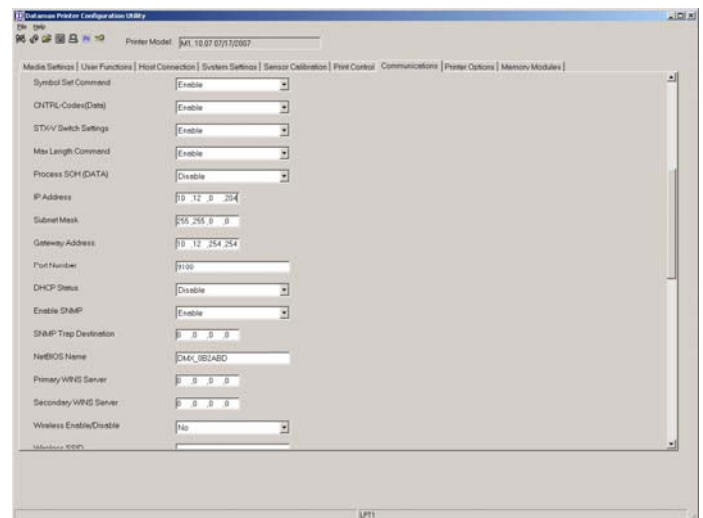 Datamax Printer Configuration Utility
File Help
Printer Model: M1, 10.07 07/17/2007
Media Settings | User Functions | Host Connection | System Settings | Sensor Calibration | Print Control | Communications | Printer Options | Memory Modules
Symbol Set Command Enable
CNTRL-Codes(Data) Enable
STX-V Switch Settings Enable
Max Length Command Enable
Process SOH (DATA) Disable
IP Address 10 .12 .0 .204
Subnet Mask 255 .255 .0 .0
Gateway Address 10 .12 .254 .254
Port Number 9100
DHCP Status Disable
Enable SNMP Enable
SNMP Trap Destination 0 .0 .0 .0
NetBIOS Name DMX_0B2ABD
Primary WINS Server 0 .0 .0 .0
Secondary WINS Server 0 .0 .0 .0
Wireless Enable/Disable No
Wireless SSID
LPT1